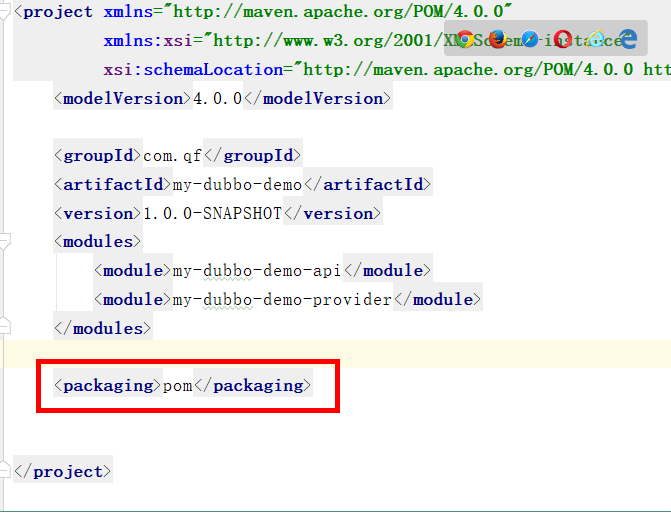 <project xmlns="http://maven.apache.org/POM/4.0.0"
xmlns:xsi="http://www.w3.org/2001/XMLSchema-instance"
xsi:schemaLocation="http://maven.apache.org/POM/4.0.0 htt
<modelVersion>4.0.0</modelVersion>
<groupId>com.qf</groupId>
<artifactId>my-dubbo-demo</artifactId>
<version>1.0.0-SNAPSHOT</version>
<modules>
<module>my-dubbo-demo-api</module>
<module>my-dubbo-demo-provider</module>
</modules>
<packaging>pom</packaging>
</project>